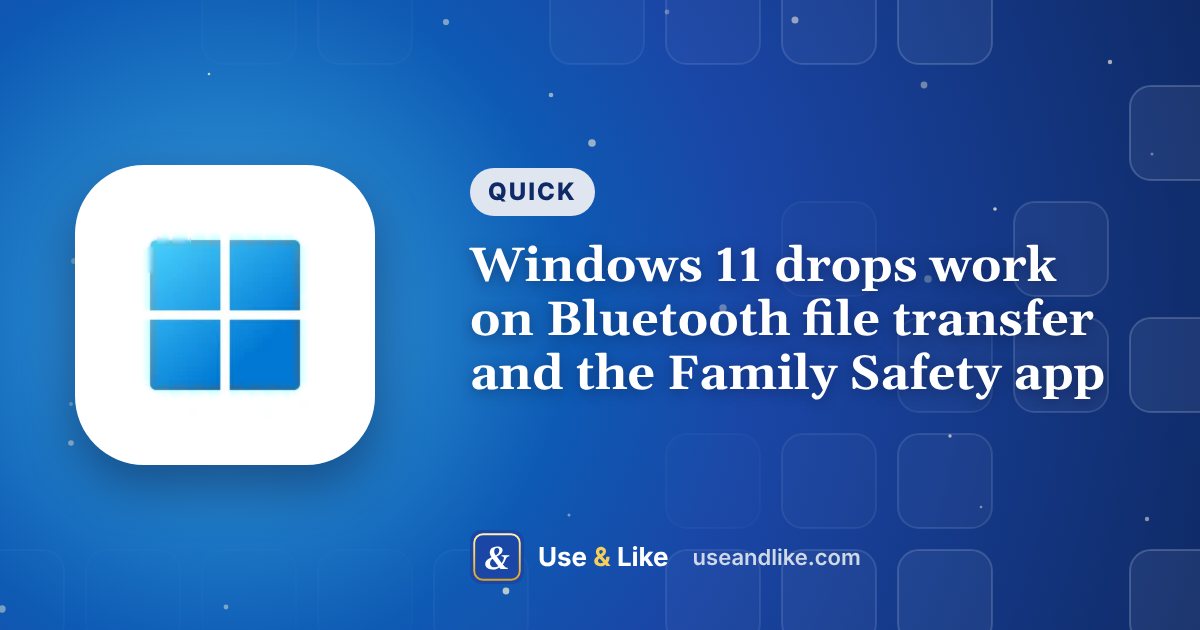 QUICK
Windows 11 drops work
on Bluetooth file transfer
and the Family Safety app
& Use & Like useandlike.com